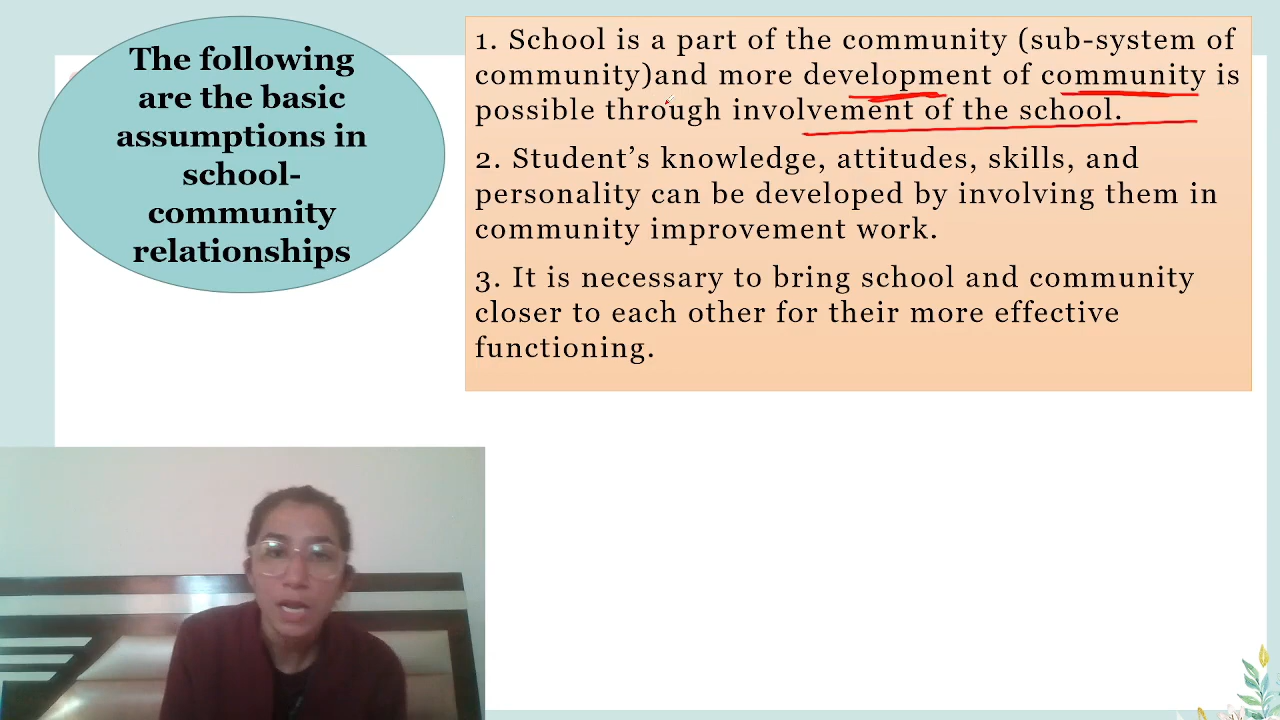 The following
are the basic
assumptions in
school-
community
relationships
1. School is a part of the community (sub-system of
community)and more development of community is
possible through involvement of the school.
2. Student’s knowledge, attitudes, skills, and
personality can be developed by involving them in
community improvement work.
3. It is necessary to bring school and community
closer to each other for their more effective
functioning.